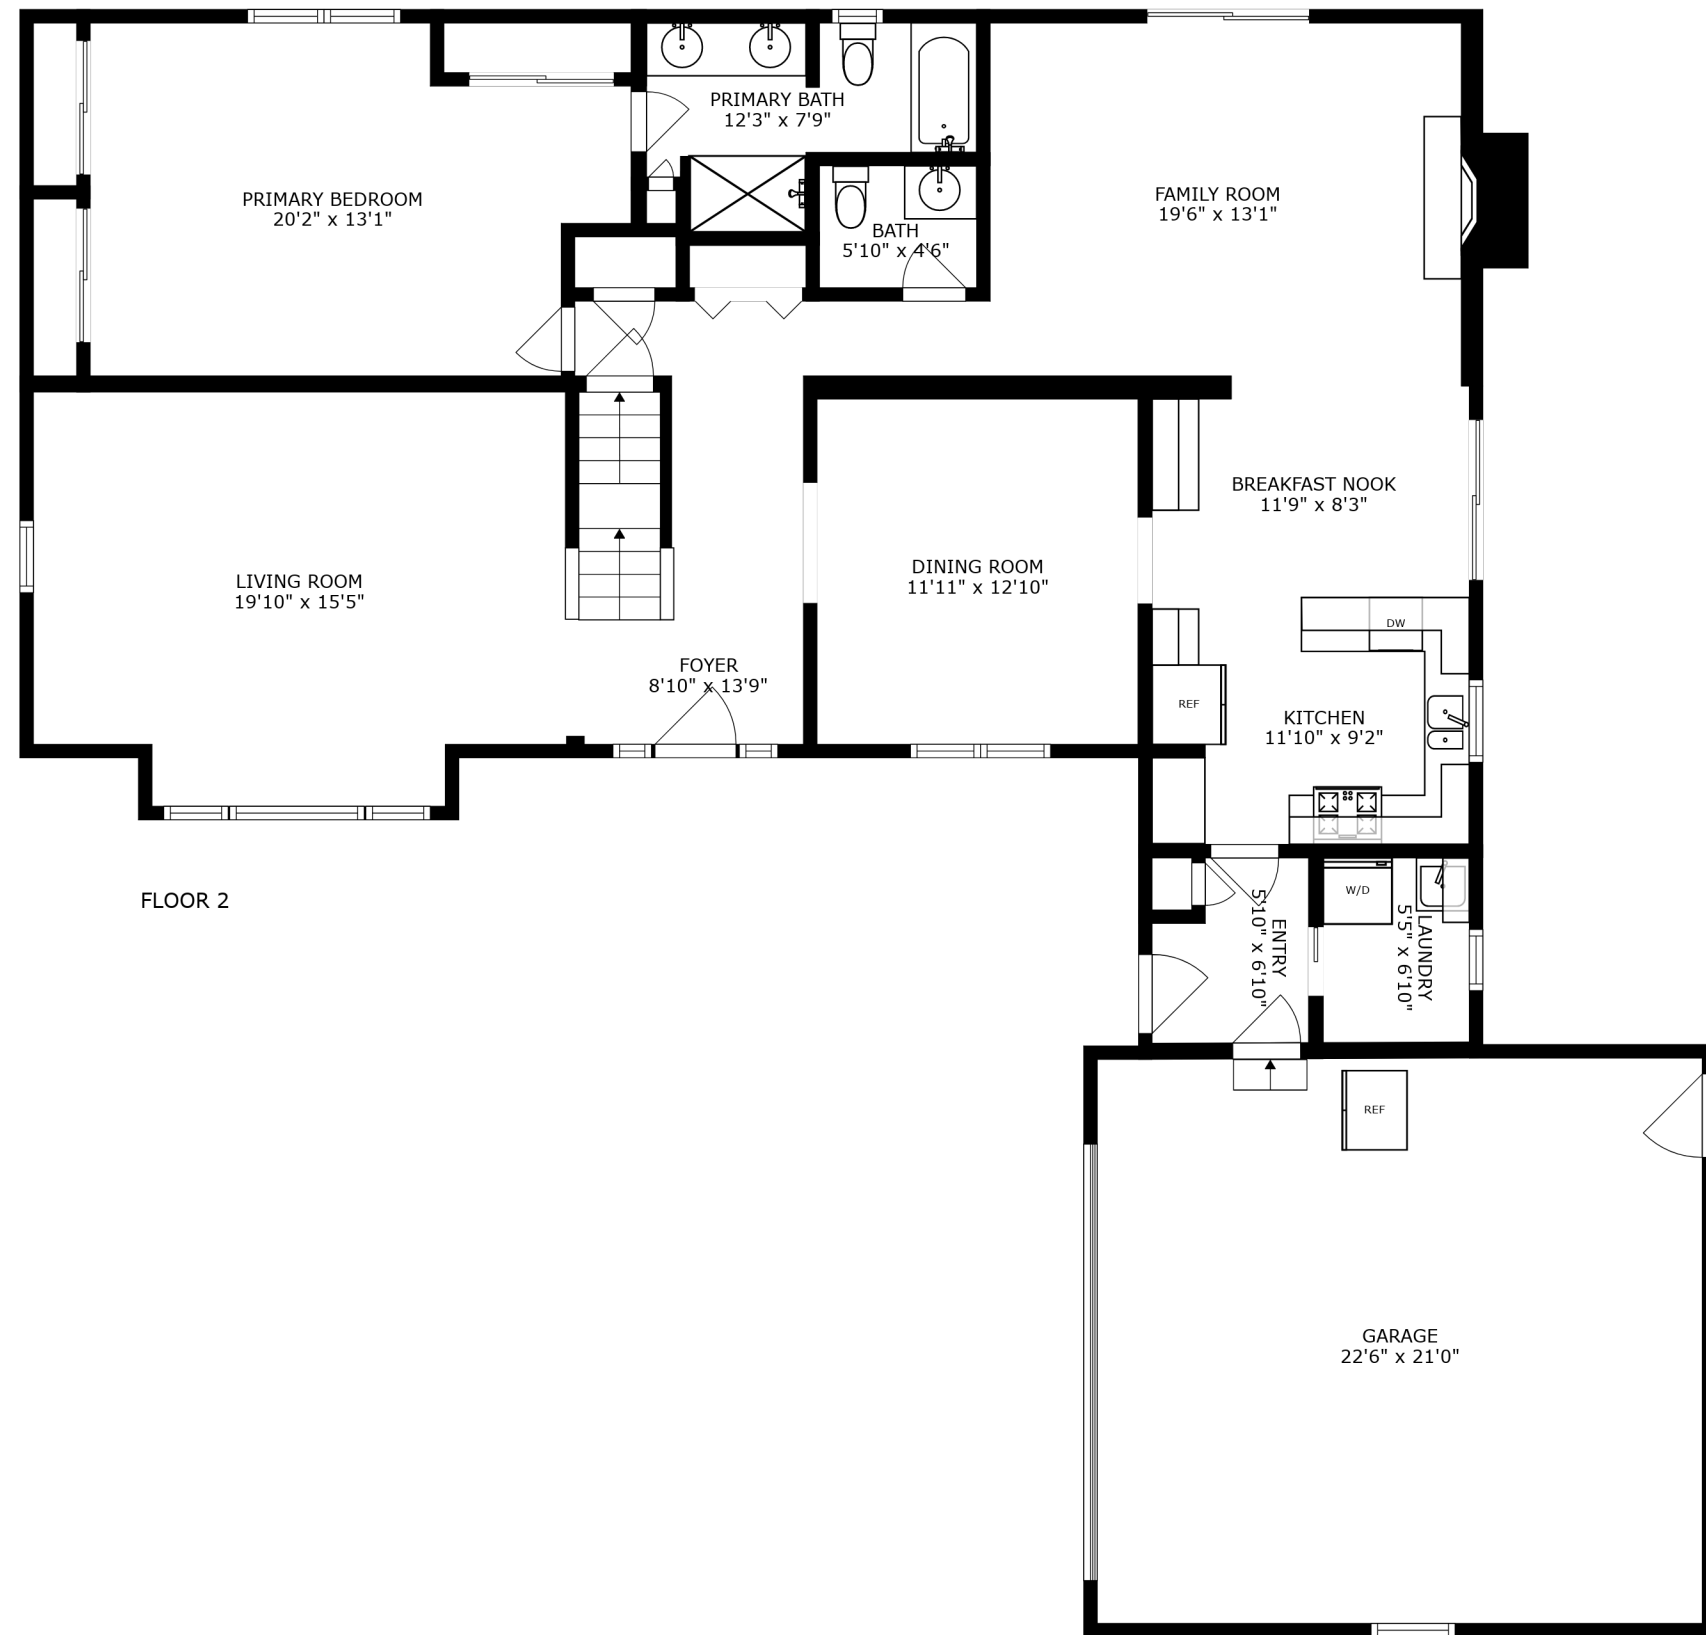 PRIMARY BATH
12'3" x 7'9"
PRIMARY BEDROOM
20'2" x 13'1"
FAMILY ROOM
19'6" x 13'1"
BATH
5'10" x 4'6"
BREAKFAST NOOK
11'9" x 8'3"
DINING ROOM
11'11" x 12'10"
LIVING ROOM
19'10" x 15'5"
DW
FOYER
8'10" x 13'9"
REF
KITCHEN
11'10" x 9'2"
FLOOR 2
W/D
ENTRY
5'10" x 6'10"
LAUNDRY
5'5" x 6'10"
REF
GARAGE
22'6" x 21'0"